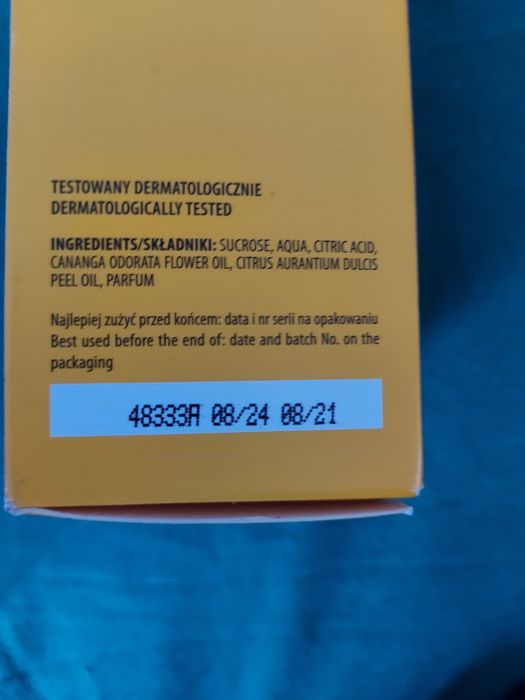 TESTOWANY DERMATOLOGICZNIE
DERMATOLOGICALLY TESTED
INGREDIENTS/SKŁADNIKI: SUCROSE, AQUA, CITRIC ACID,
CANANGA ODORATA FLOWER OIL, CITRUS AURANTIUM DULCIS
PEEL OIL, PARFUM
Najlepiej zużyć przed końcem: data i nr serii na opakowaniu
Best used before the end of: date and batch No. on the
packaging
48333A 08/24 08/21